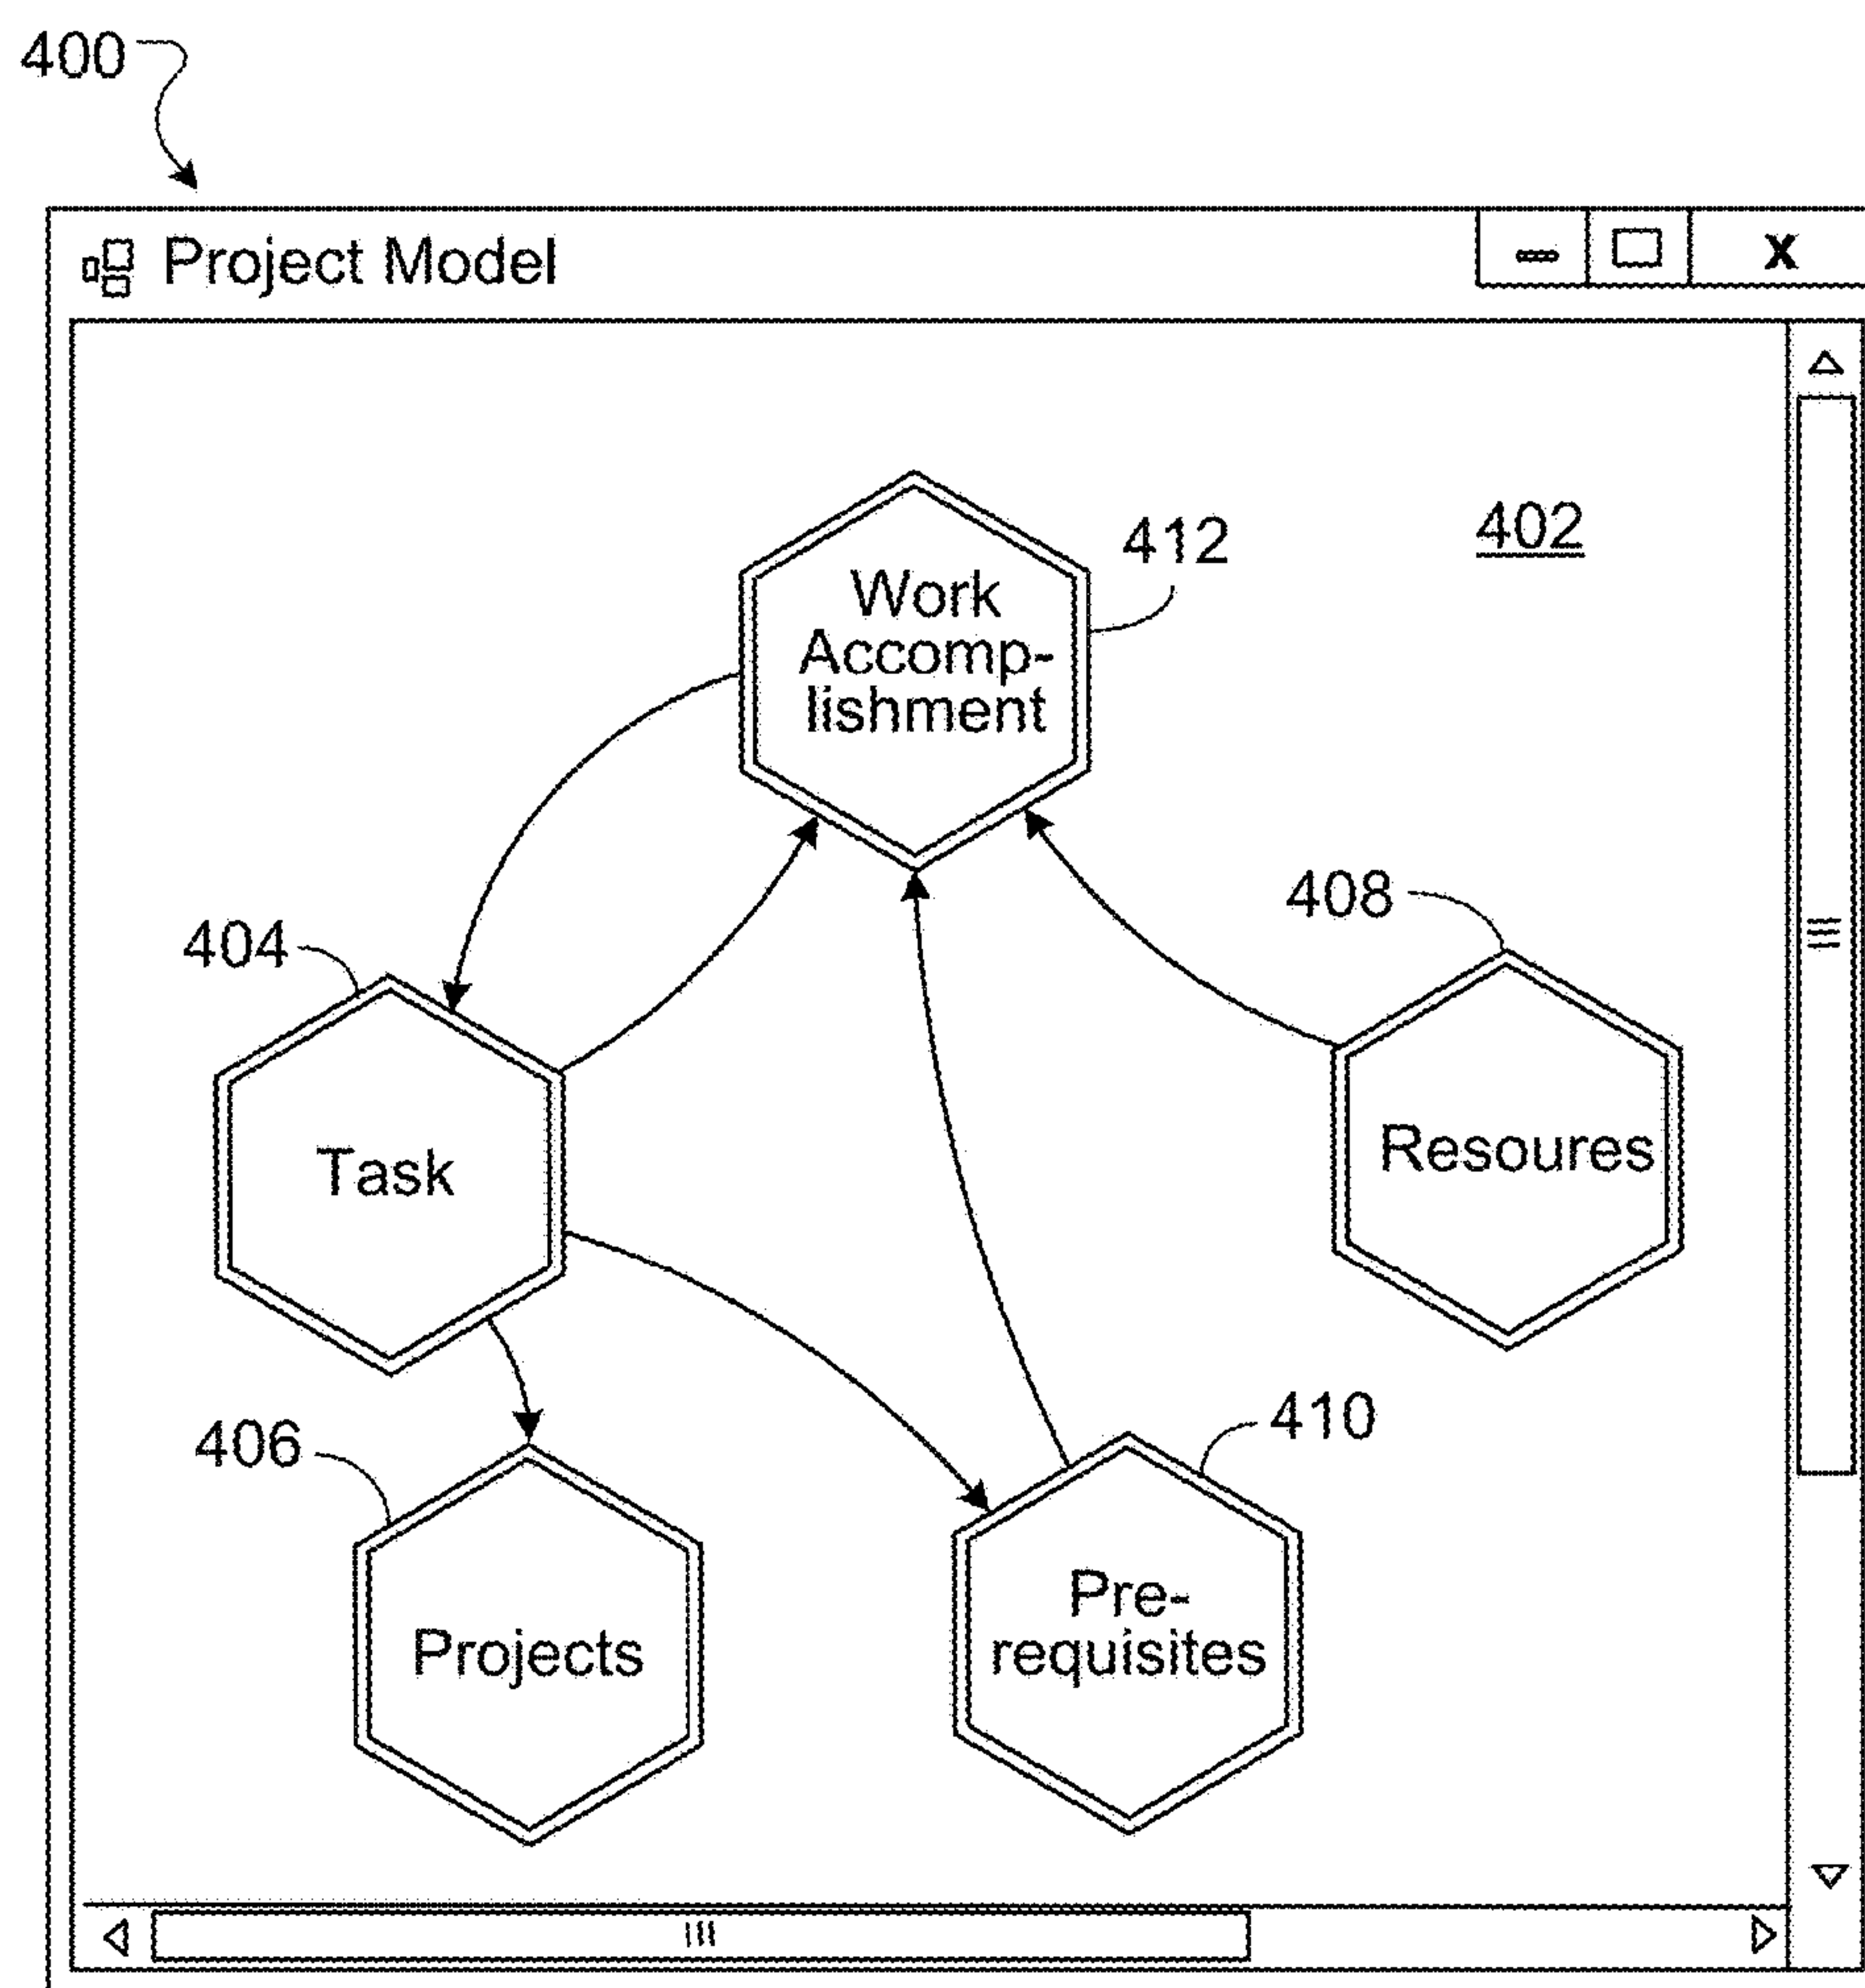 400
Project Model
X
402
412
Work
Accomp-
lishment
408
404
Task
Resoures
406
410
Projects
Pre-
requisites